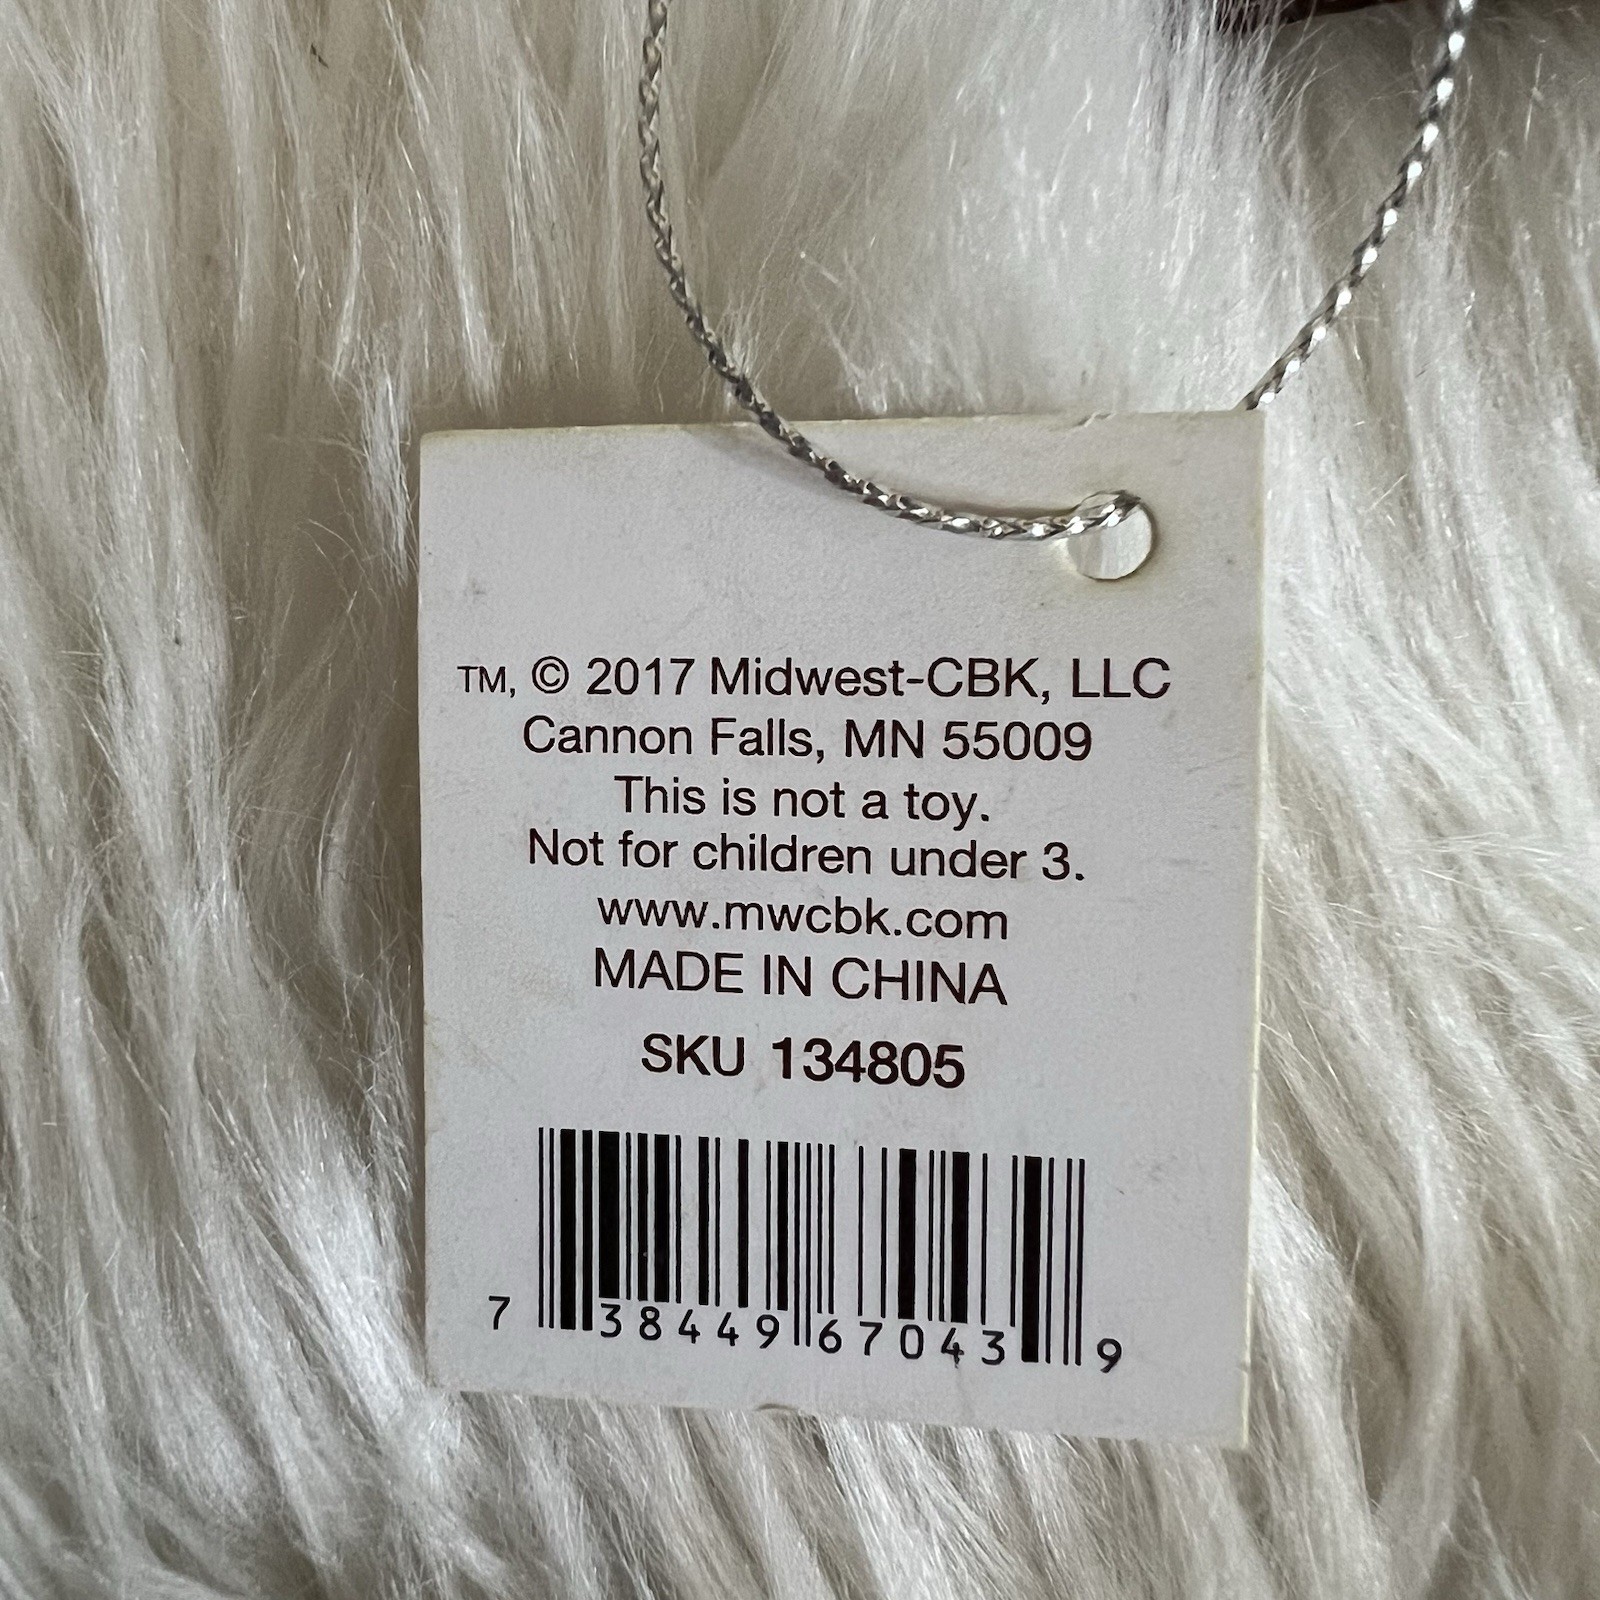 TM, © 2017 Midwest-CBK, LLC
Cannon Falls, MN 55009
This is not a toy.
Not for children under 3.
www.mwcbk.com
MADE IN CHINA
SKU 134805
7 38449 67043 9